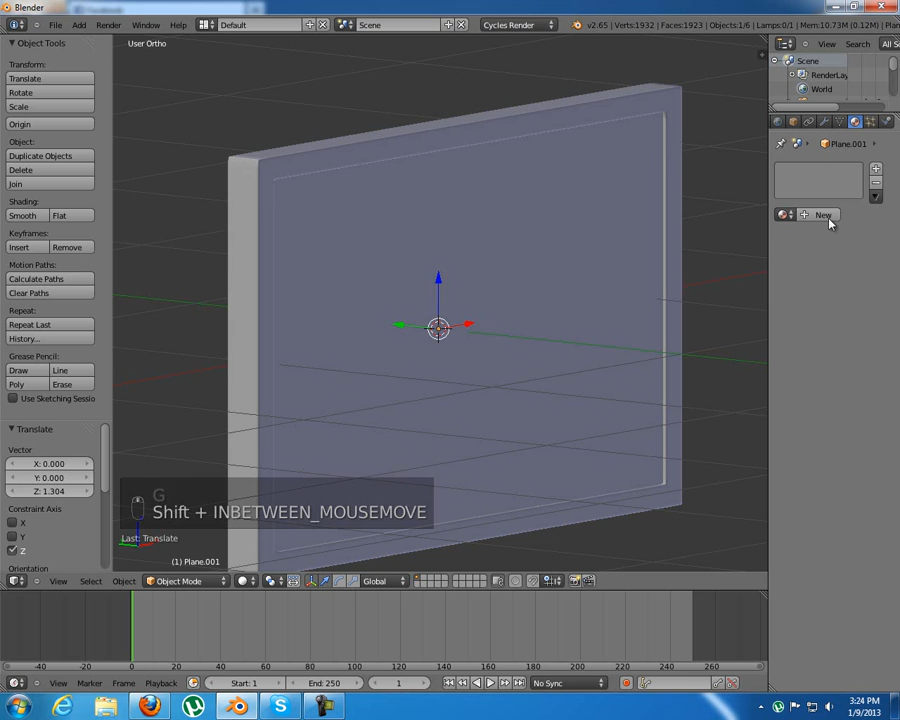 Blender
File Add Render Window Help Default Scene Cycles Render v2.65 | Verts:1932 | Faces:1923 | Objects:1/6 | Lamps:0/1 | Mem:10.73M (0.12M) | Plan
Object Tools
Transform:
Translate
Rotate
Scale
Origin
Object:
Duplicate Objects
Delete
Join
Shading:
Smooth Flat
Keyframes:
Insert Remove
Motion Paths:
Calculate Paths
Clear Paths
Repeat:
Repeat Last
History...
Grease Pencil:
Draw Line
Poly Erase
Use Sketching Sessio
Translate
Vector
X: 0.000
Y: 0.000
Z: 1.304
Constraint Axis
X
Y
Z
Orientation
User Ortho
G
Shift + INBETWEEN_MOUSEMOVE
Last: Translate
(1) Plane.001
View Select Object Object Mode Global
View Search All S
Scene
RenderLay
World
Plane.001
New
-40 -20 0 20 40 60 80 100 120 140 160 180 200 220 240 260
View Marker Frame Playback Start: 1 End: 250 1 No Sync
3:24 PM
1/9/2013